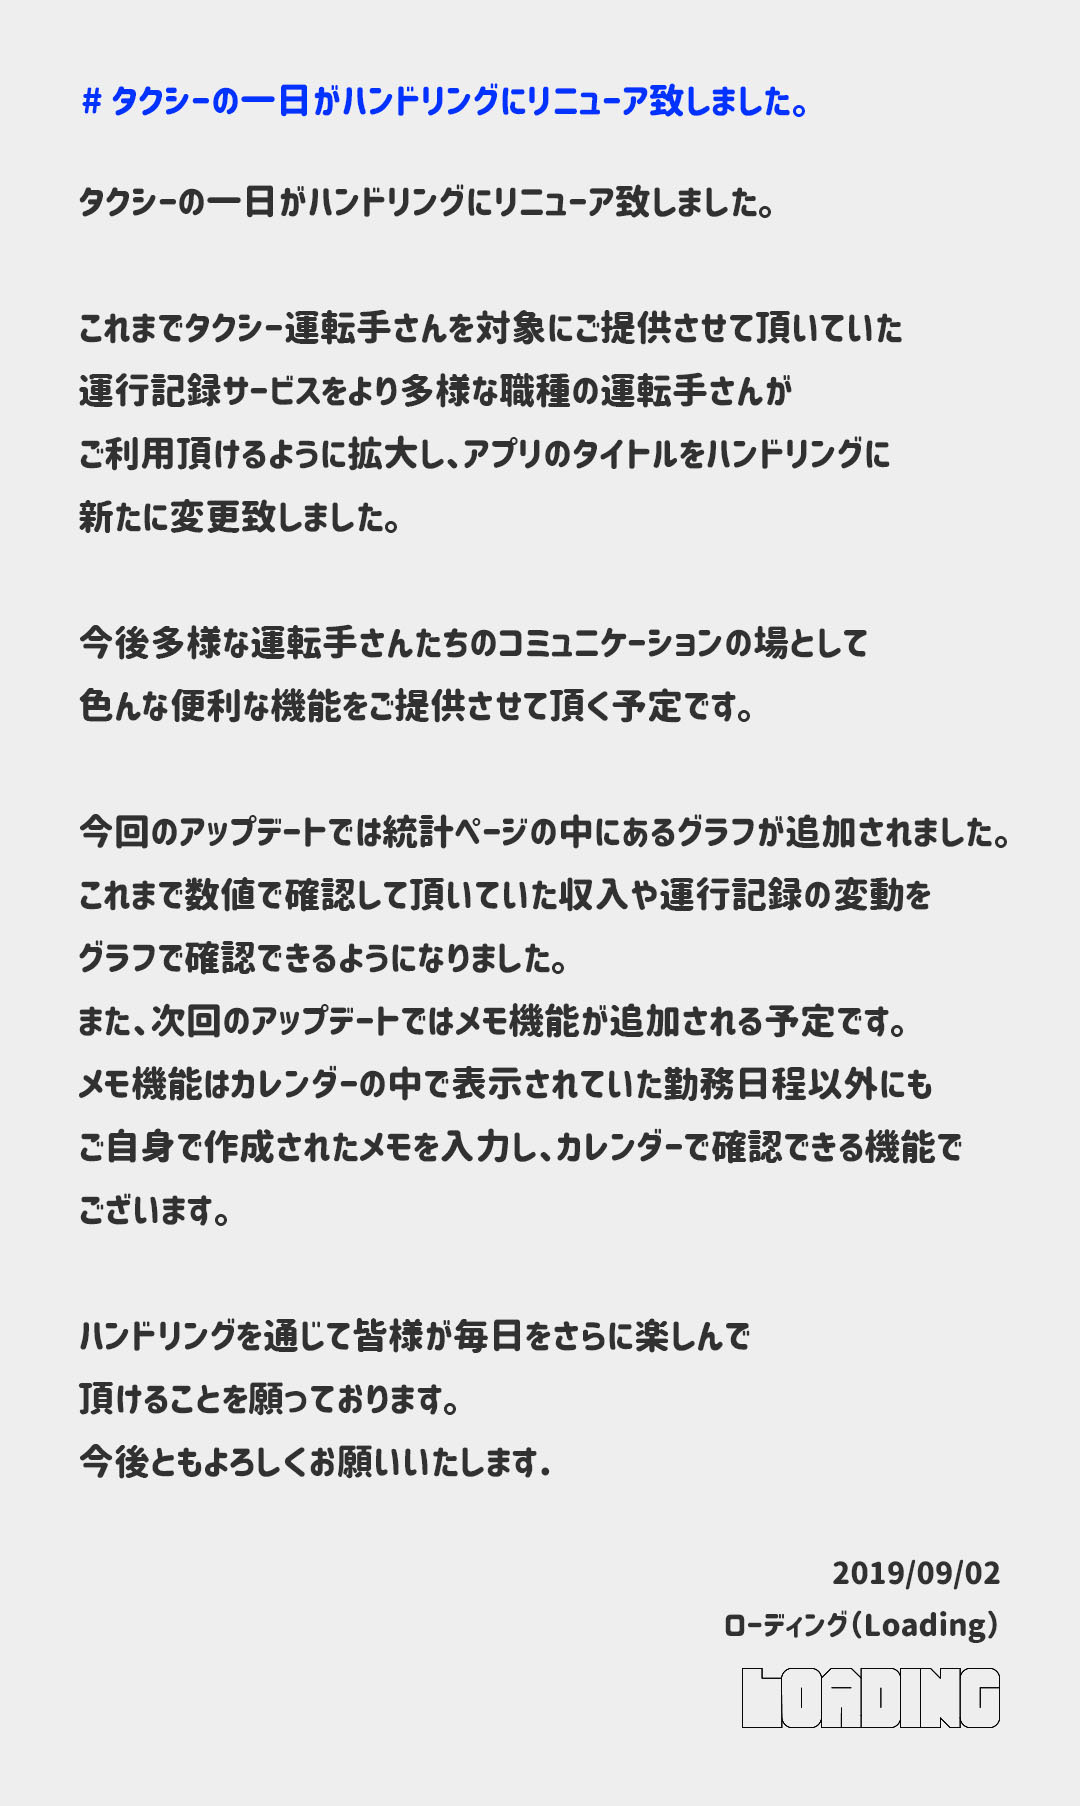 # タクシーの一日がハンドリングにリニューア致しました。
タクシーの一日がハンドリングにリニューア致しました。
これまでタクシー運転手さんを対象にご提供させて頂いていた
運行記録サービスをより多様な職種の運転手さんが
ご利用頂けるように拡大し、アプリのタイトルをハンドリングに
新たに変更致しました。
今後多様な運転手さんたちのコミュニケーションの場として
色んな便利な機能をご提供させて頂く予定です。
今回のアップデートでは統計ページの中にあるグラフが追加されました。
これまで数値で確認して頂いていた収入や運行記録の変動を
グラフで確認できるようになりました。
また、次回のアップデートではメモ機能が追加される予定です。
メモ機能はカレンダーの中で表示されていた勤務日程以外にも
ご自身で作成されたメモを入力し、カレンダーで確認できる機能で
ございます。
ハンドリングを通じて皆様が毎日をさらに楽しんで
頂けることを願っております。
今後ともよろしくお願いいたします.
2019/09/02
ローディング(Loading)
LOADING